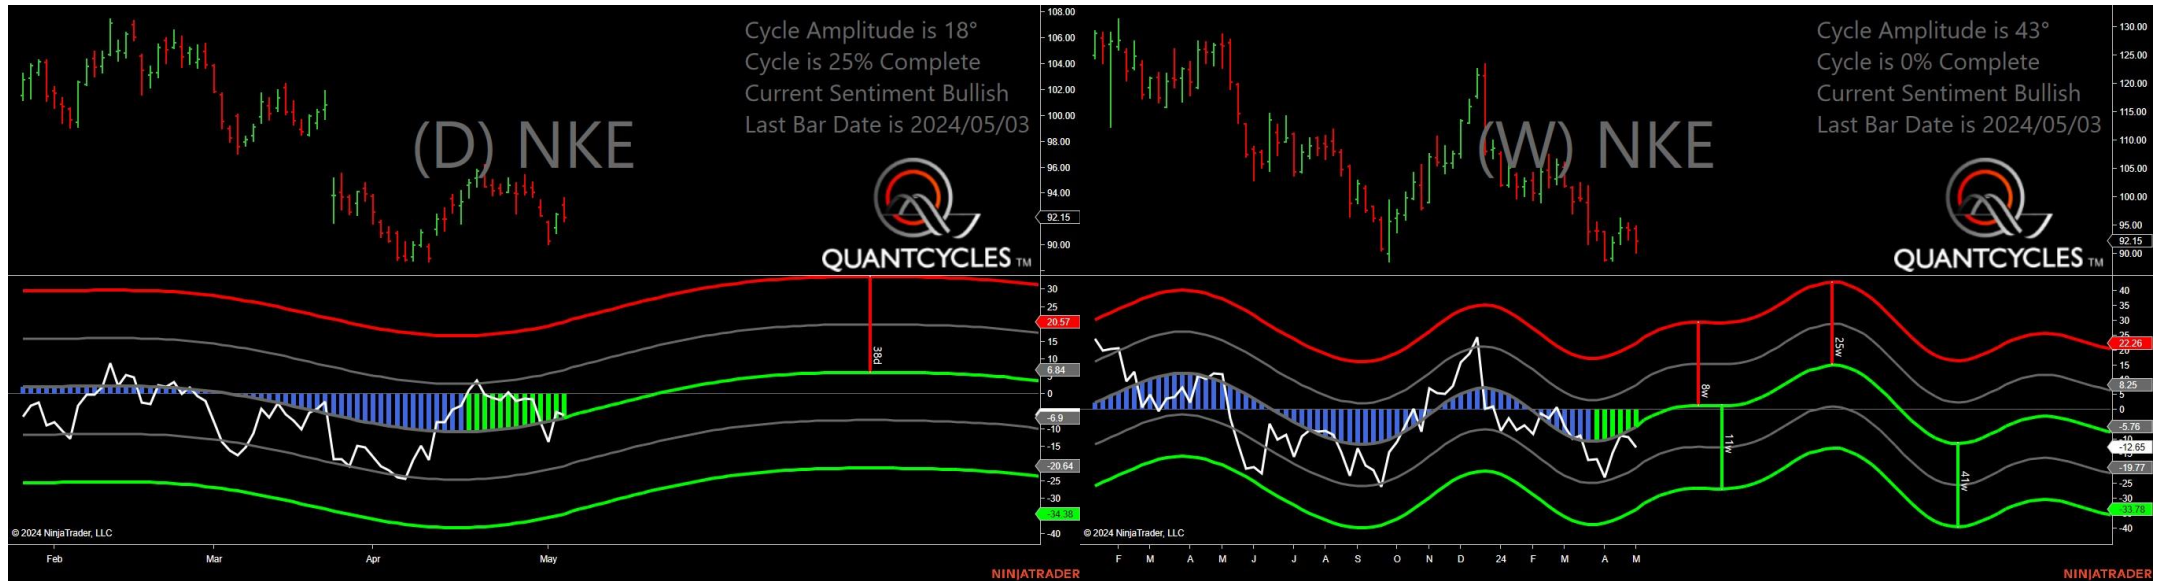 Cycle Amplitude is 18°
Cycle is 25% Complete
Current Sentiment Bullish
Last Bar Date is 2024/05/03
(D) NKE
QUANTCYCLES TM
108.00
106.00
104.00
102.00
100.00
98.00
96.00
94.00
92.15
90.00
38d
30
25
20.57
15
10
6.84
0
-6.9
-10
-15
-20.64
-25
-30
-34.38
-40
© 2024 NinjaTrader, LLC
Feb Mar Apr May
NINJATRADER
Cycle Amplitude is 43°
Cycle is 0% Complete
Current Sentiment Bullish
Last Bar Date is 2024/05/03
(W) NKE
QUANTCYCLES TM
130.00
125.00
120.00
115.00
110.00
105.00
100.00
95.00
92.15
90.00
8w
11w
25w
41w
40
35
30
25
22.26
20
15
8.25
5
0
-5.76
-12.65
-19.77
-25
-30
-33.78
-40
© 2024 NinjaTrader, LLC
F M A M J J A S O N D 24 F M A M
NINJATRADER